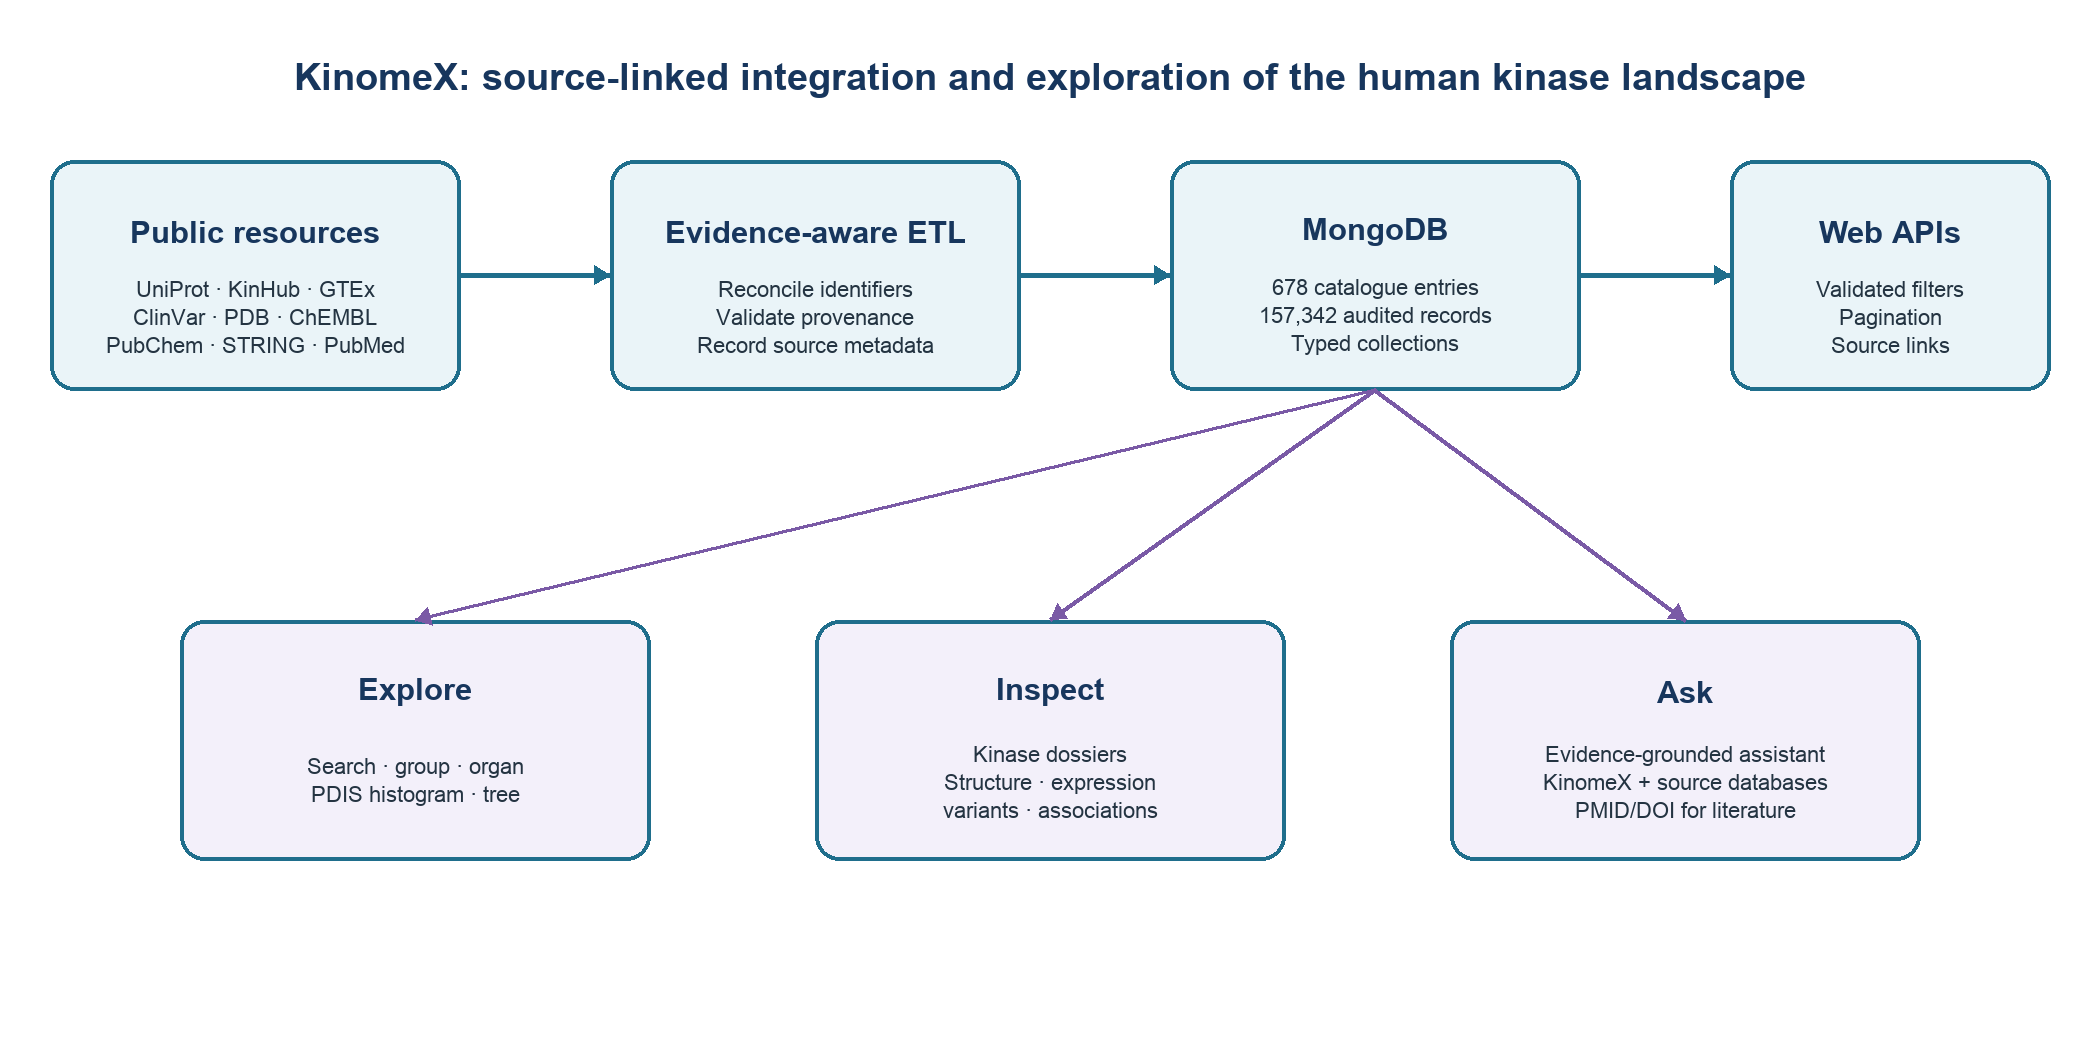 KinomeX: source-linked integration and exploration of the human kinase landscape
Public resources
UniProt · KinHub · GTEx
ClinVar · PDB · ChEMBL
PubChem · STRING · PubMed
Evidence-aware ETL
Reconcile identifiers
Validate provenance
Record source metadata
MongoDB
678 catalogue entries
157,342 audited records
Typed collections
Web APIs
Validated filters
Pagination
Source links
Explore
Search · group · organ
PDIS histogram · tree
Inspect
Kinase dossiers
Structure · expression
variants · associations
Ask
Evidence-grounded assistant
KinomeX + source databases
PMID/DOI for literature